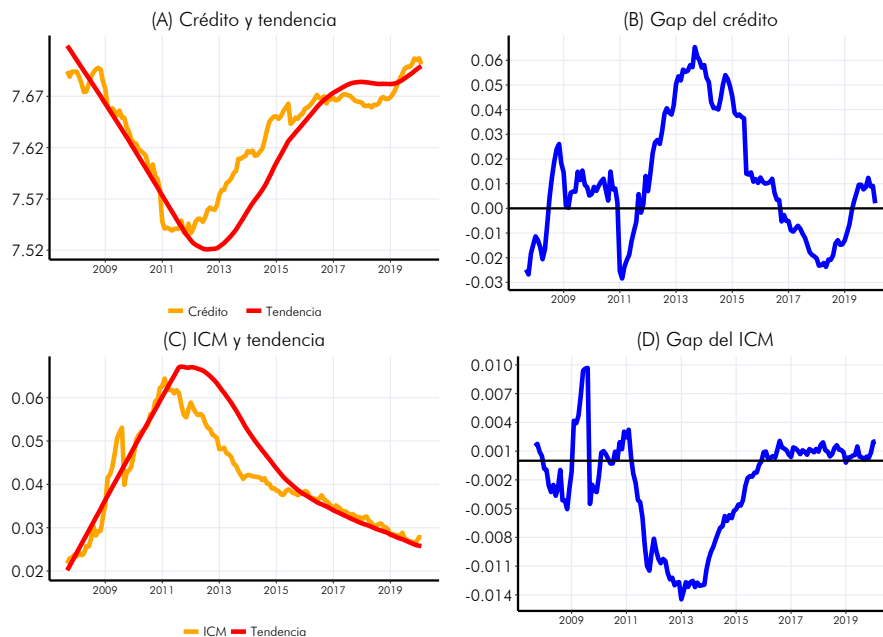 (A) Crédito y tendencia
7.67
7.62
7.57
7.52
2009 2011 2013 2015 2017 2019
Crédito Tendencia
(B) Gap del crédito
0.06
0.05
0.04
0.03
0.02
0.01
0.00
-0.01
-0.02
-0.03
2009 2011 2013 2015 2017 2019
(C) ICM y tendencia
0.06
0.05
0.04
0.03
0.02
2009 2011 2013 2015 2017 2019
ICM Tendencia
(D) Gap del ICM
0.010
0.007
0.004
0.001
-0.002
-0.005
-0.008
-0.011
-0.014
2009 2011 2013 2015 2017 2019